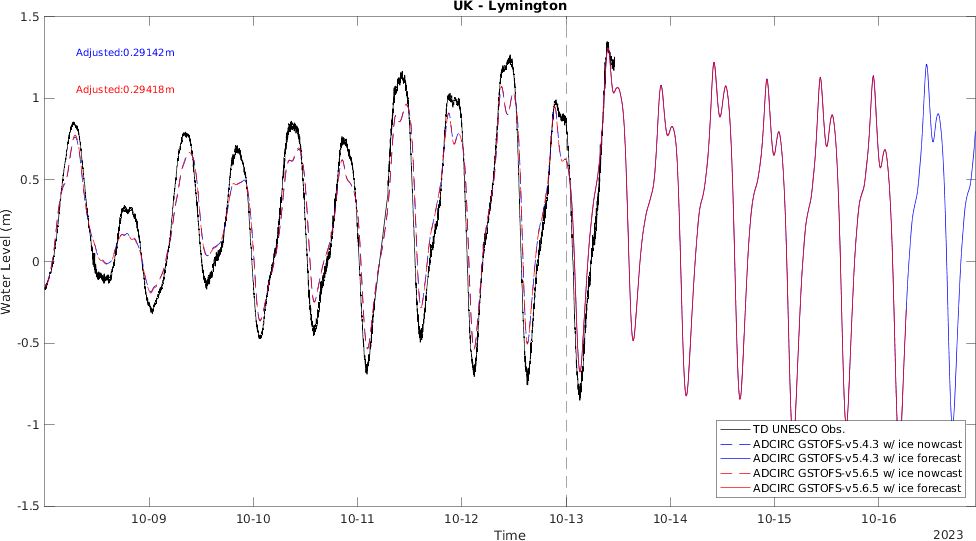 UK - Lymington
1.5
Adjusted:0.29142m
Adjusted:0.29418m
1
0.5
0
-0.5
-1
-1.5
Water Level (m)
TD UNESCO Obs.
ADCIRC GSTOFS-v5.4.3 w/ ice nowcast
ADCIRC GSTOFS-v5.4.3 w/ ice forecast
ADCIRC GSTOFS-v5.6.5 w/ ice nowcast
ADCIRC GSTOFS-v5.6.5 w/ ice forecast
10-09 10-10 10-11 10-12 10-13 10-14 10-15 10-16
Time
2023